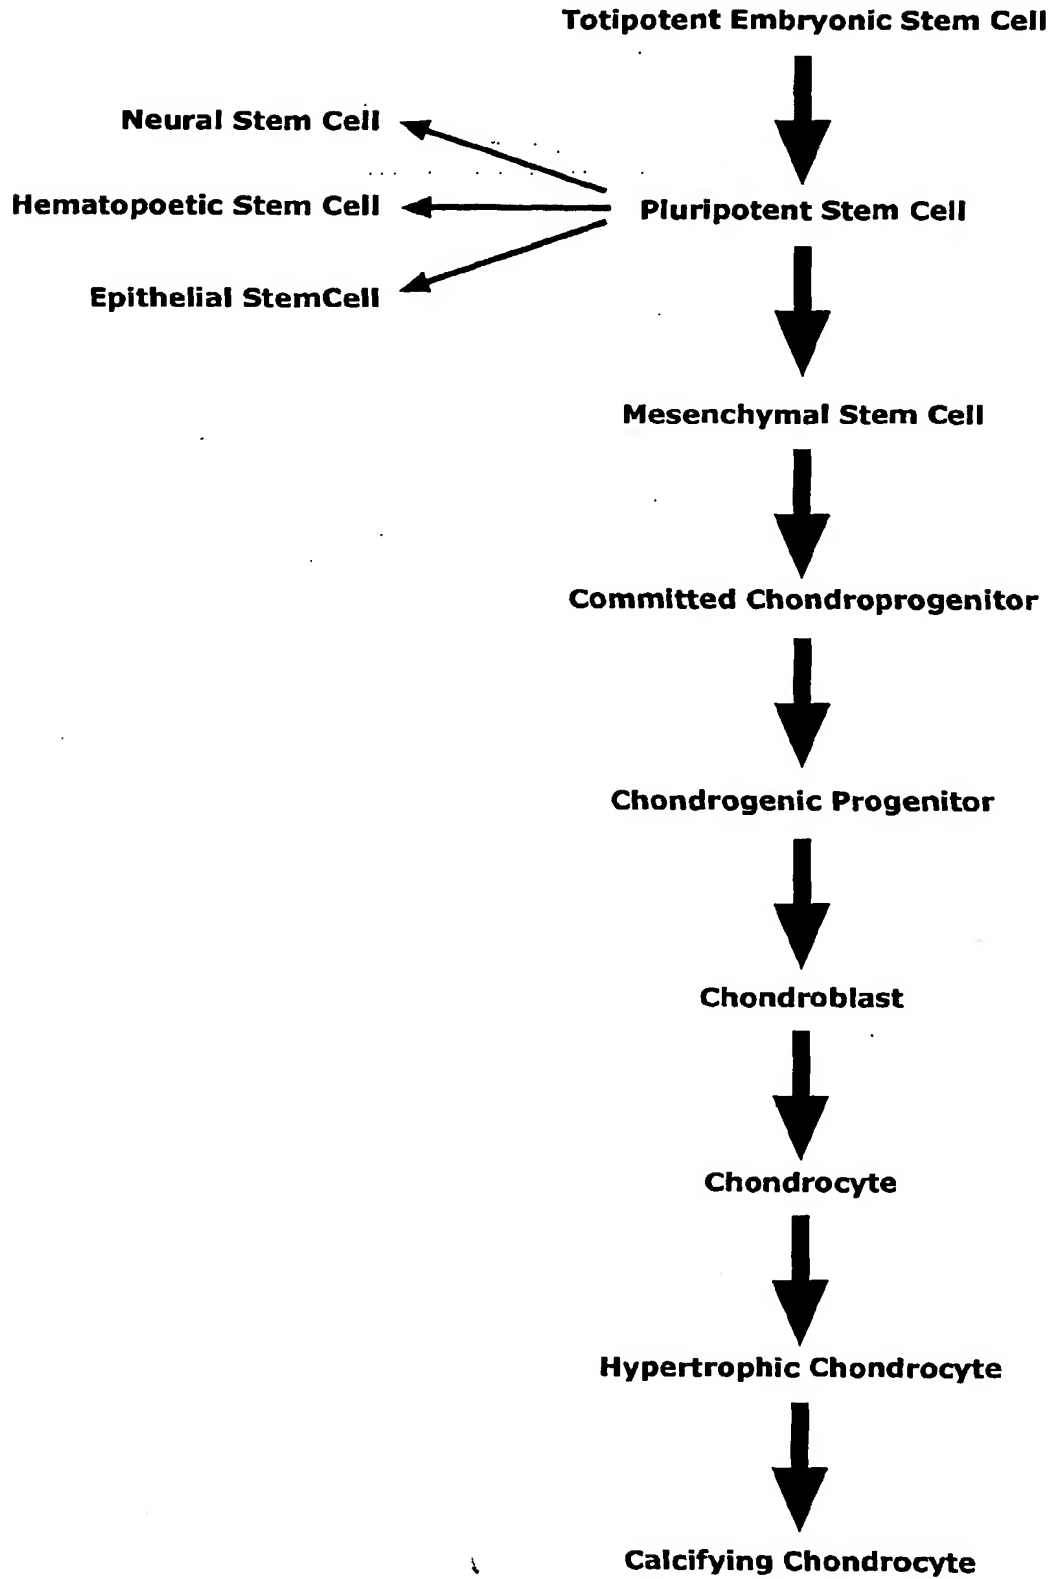 Totipotent Embryonic Stem Cell
Neural Stem Cell
Hematopoetic Stem Cell
Pluripotent Stem Cell
Epithelial StemCell
Mesenchymal Stem Cell
Committed Chondroprogenitor
Chondrogenic Progenitor
Chondroblast
Chondrocyte
Hypertrophic Chondrocyte
Calcifying Chondrocyte